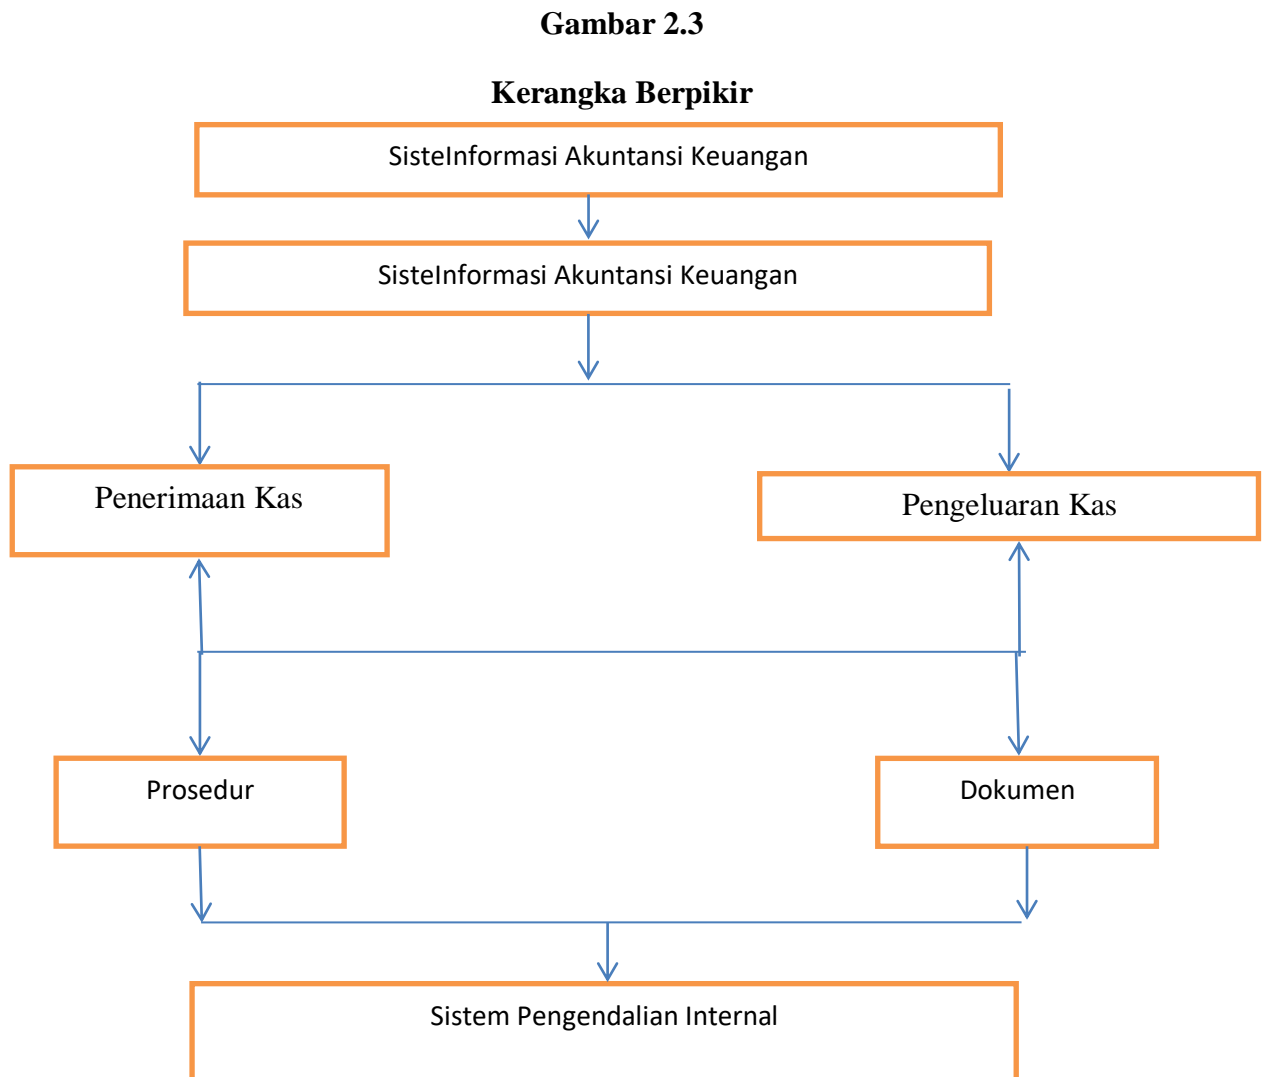 Gambar 2.3
Kerangka Berpikir
SisteInformasi Akuntansi Keuangan
SisteInformasi Akuntansi Keuangan
Penerimaan Kas
Pengeluaran Kas
Prosedur
Dokumen
Sistem Pengendalian Internal